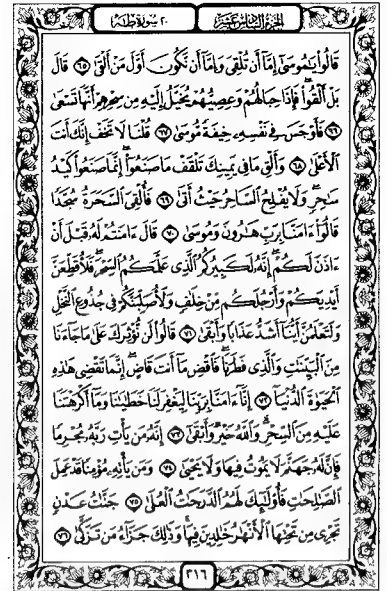 الجزء السادس عشر ٢٠ سورة طه
قَالُوا۟ يَٰمُوسَىٰٓ إِمَّآ أَن تُلْقِىَ وَإِمَّآ أَن نَّكُونَ أَوَّلَ مَنْ أَلْقَىٰ ٦٥ قَالَ
بَلْ أَلْقُوا۟ فَإِذَا حِبَالُهُمْ وَعِصِيُّهُمْ يُخَيَّلُ إِلَيْهِ مِن سِحْرِهِمْ أَنَّهَا تَسْعَىٰ
٦٦ فَأَوْجَسَ فِى نَفْسِهِۦ خِيفَةً مُّوسَىٰ ٦٧ قُلْنَا لَا تَخَفْ إِنَّكَ أَنتَ
ٱلْأَعْلَىٰ ٦٨ وَأَلْقِ مَا فِى يَمِينِكَ تَلْقَفْ مَا صَنَعُوٓا۟ إِنَّمَا صَنَعُوا۟ كَيْدُ
سَٰحِرٍ وَلَا يُفْلِحُ ٱلسَّاحِرُ حَيْثُ أَتَىٰ ٦٩ فَأُلْقِىَ ٱلسَّحَرَةُ سُجَّدًا
قَالُوٓا۟ ءَامَنَّا بِرَبِّ هَٰرُونَ وَمُوسَىٰ ٧٠ قَالَ ءَامَنتُمْ لَهُۥ قَبْلَ أَنْ
ءَاذَنَ لَكُمْ إِنَّهُۥ لَكَبِيرُكُمُ ٱلَّذِى عَلَّمَكُمُ ٱلسِّحْرَ فَلَأُقَطِّعَنَّ
أَيْدِيَكُمْ وَأَرْجُلَكُم مِّنْ خِلَٰفٍ وَلَأُصَلِّبَنَّكُمْ فِى جُذُوعِ ٱلنَّخْلِ
وَلَتَعْلَمُنَّ أَيُّنَآ أَشَدُّ عَذَابًا وَأَبْقَىٰ ٧١ قَالُوا۟ لَن نُّؤْثِرَكَ عَلَىٰ مَا جَآءَنَا
مِنَ ٱلْبَيِّنَٰتِ وَٱلَّذِى فَطَرَنَا فَٱقْضِ مَآ أَنتَ قَاضٍ إِنَّمَا تَقْضِى هَٰذِهِ
ٱلْحَيَوٰةَ ٱلدُّنْيَآ ٧٢ إِنَّآ ءَامَنَّا بِرَبِّنَا لِيَغْفِرَ لَنَا خَطَٰيَٰنَا وَمَآ أَكْرَهْتَنَا
عَلَيْهِ مِنَ ٱلسِّحْرِ وَٱللَّهُ خَيْرٌ وَأَبْقَىٰٓ ٧٣ إِنَّهُۥ مَن يَأْتِ رَبَّهُۥ مُجْرِمًا
فَإِنَّ لَهُۥ جَهَنَّمَ لَا يَمُوتُ فِيهَا وَلَا يَحْيَىٰ ٧٤ وَمَن يَأْتِهِۦ مُؤْمِنًا قَدْ عَمِلَ
ٱلصَّٰلِحَٰتِ فَأُو۟لَٰٓئِكَ لَهُمُ ٱلدَّرَجَٰتُ ٱلْعُلَىٰ ٧٥ جَنَّٰتُ عَدْنٍ
تَجْرِى مِن تَحْتِهَا ٱلْأَنْهَٰرُ خَٰلِدِينَ فِيهَا وَذَٰلِكَ جَزَآءُ مَن تَزَكَّىٰ ٧٦
٣١٦